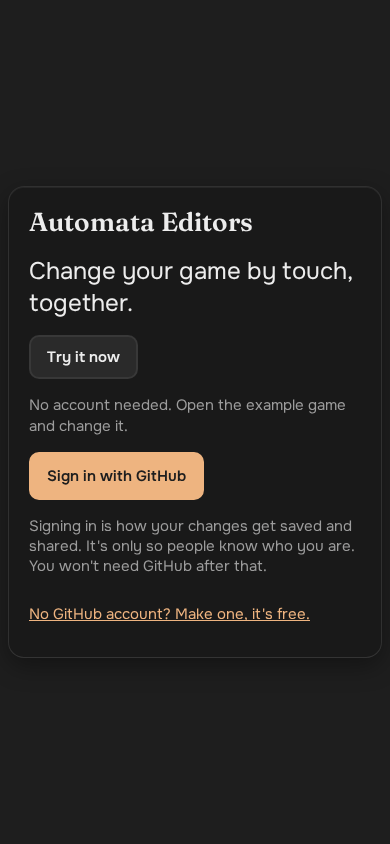 Automata Editors
Change your game by touch,
together.
Try it now
No account needed. Open the example game
and change it.
Sign in with GitHub
Signing in is how your changes get saved and
shared. It's only so people know who you are.
You won't need GitHub after that.
No GitHub account? Make one, it's free.